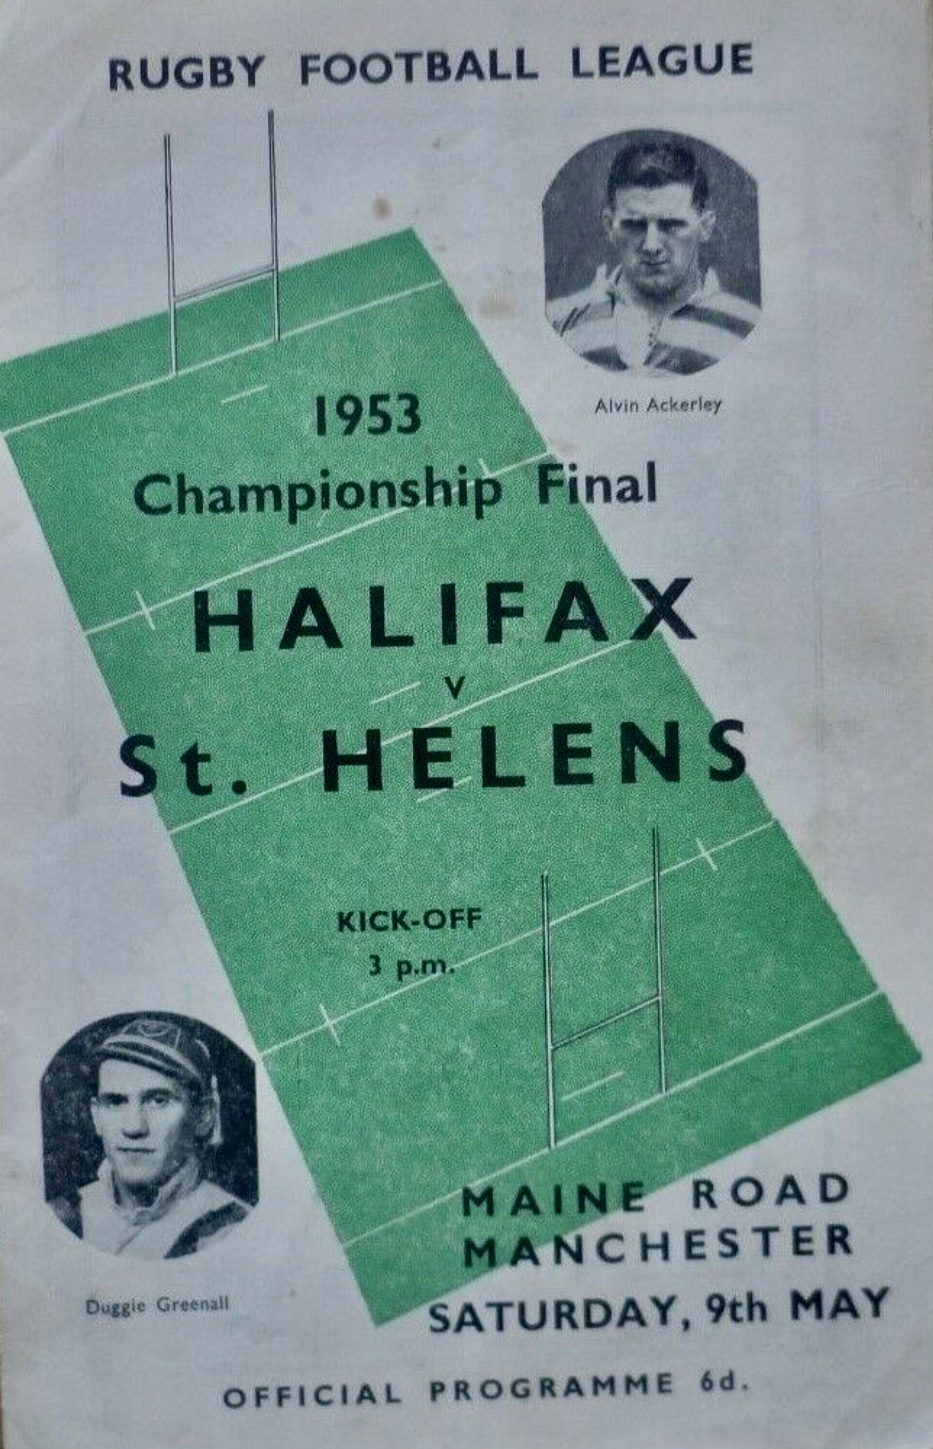 RUGBY FOOTBALL LEAGUE
Alvin Ackerley
1953
Championship Final
HALIFAX
v
St. HELENS
KICK-OFF
3 p.m.
Duggie Greenall
MAINE ROAD
MANCHESTER
SATURDAY, 9th MAY
OFFICIAL PROGRAMME 6d.